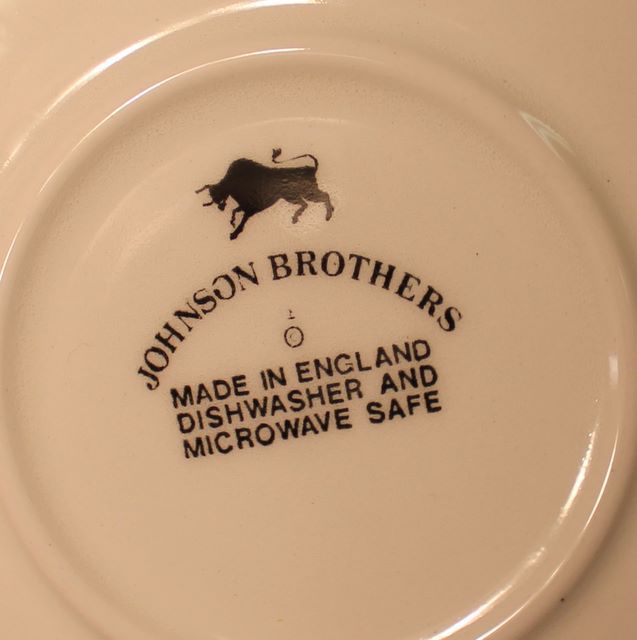 JOHNSON BROTHERS
©
MADE IN ENGLAND
DISHWASHER AND
MICROWAVE SAFE